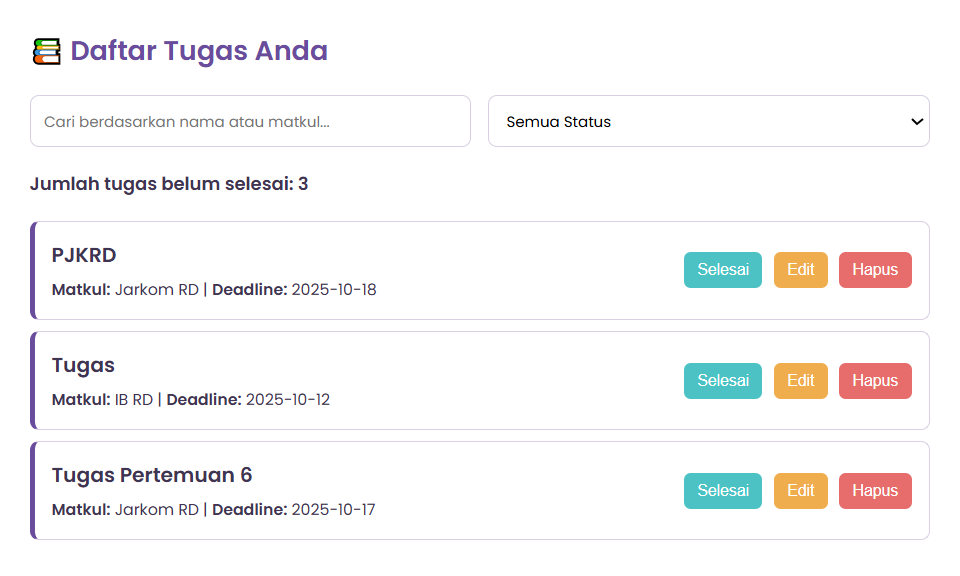 📚 Daftar Tugas Anda
Cari berdasarkan nama atau matkul...
Semua Status
Jumlah tugas belum selesai: 3
PJKRD
Matkul: Jarkom RD | Deadline: 2025-10-18
Selesai Edit Hapus
Tugas
Matkul: IB RD | Deadline: 2025-10-12
Selesai Edit Hapus
Tugas Pertemuan 6
Matkul: Jarkom RD | Deadline: 2025-10-17
Selesai Edit Hapus